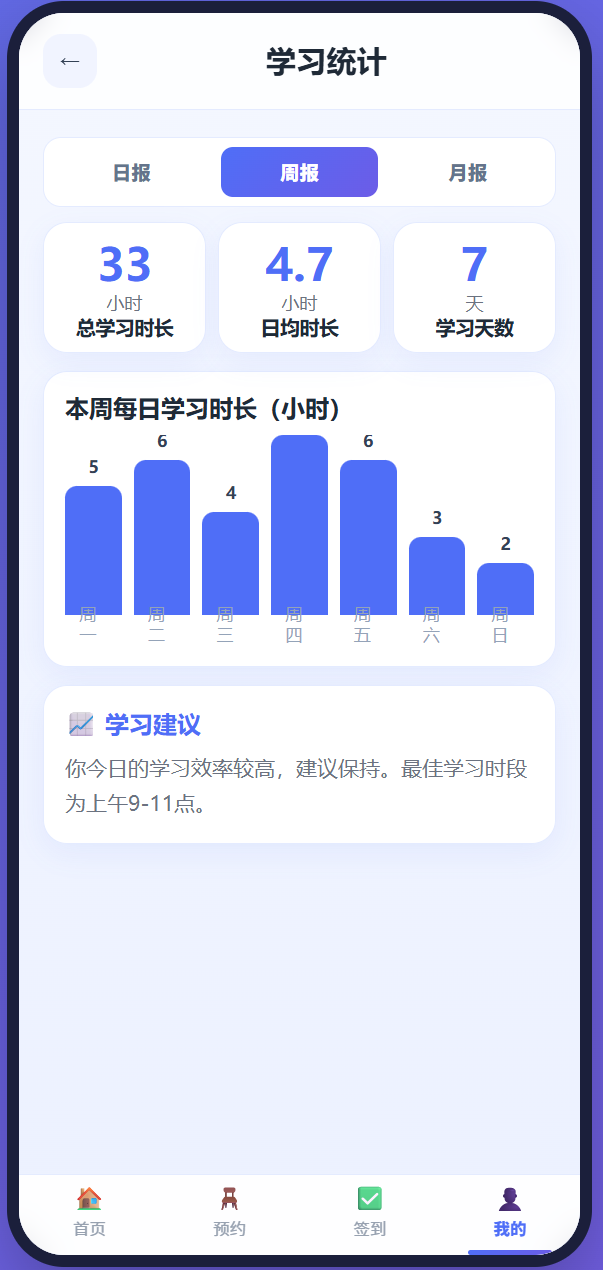 ←
学习统计
日报 周报 月报
33 4.7 7
小时 小时 天
总学习时长 日均时长 学习天数
本周每日学习时长（小时）
5 6 4 6 3 2
周一 周二 周三 周四 周五 周六 周日
学习建议
你今日的学习效率较高，建议保持。最佳学习时段
为上午9-11点。
首页 预约 签到 我的